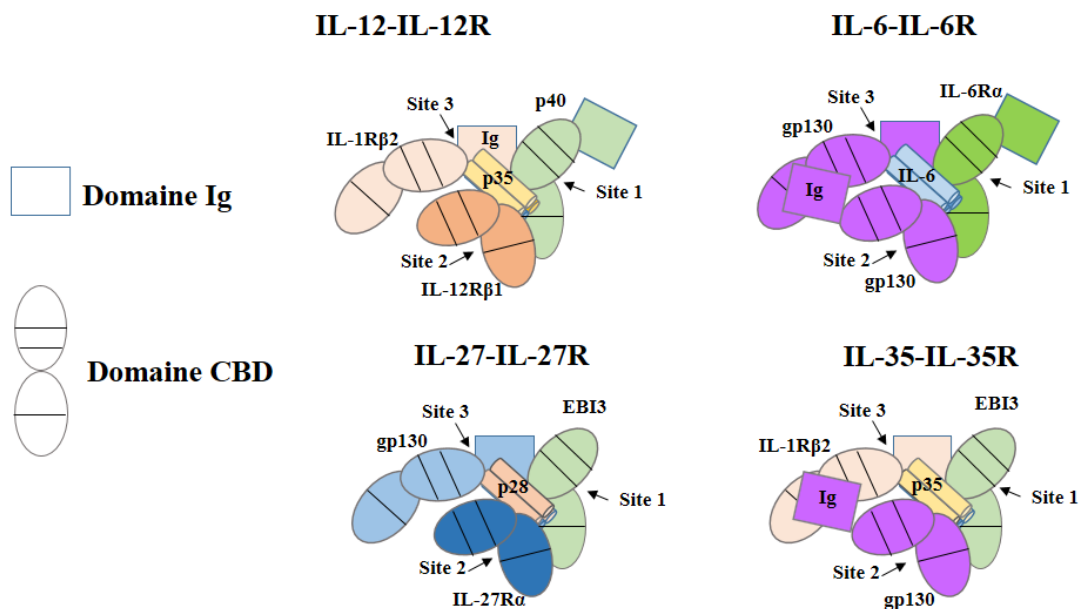 IL-12-IL-12R
IL-6-IL-6R
Domaine Ig
Domaine CBD
Site 3
p40
IL-1Rβ2
Ig
p35
Site 1
Site 2
IL-12Rβ1
Site 3
IL-6Rα
gp130
IL-6
Site 1
Ig
Site 2
gp130
IL-27-IL-27R
IL-35-IL-35R
Site 3
EBI3
gp130
p28
Site 1
Site 2
IL-27Rα
Site 3
EBI3
IL-1Rβ2
p35
Ig
Site 1
Site 2
gp130